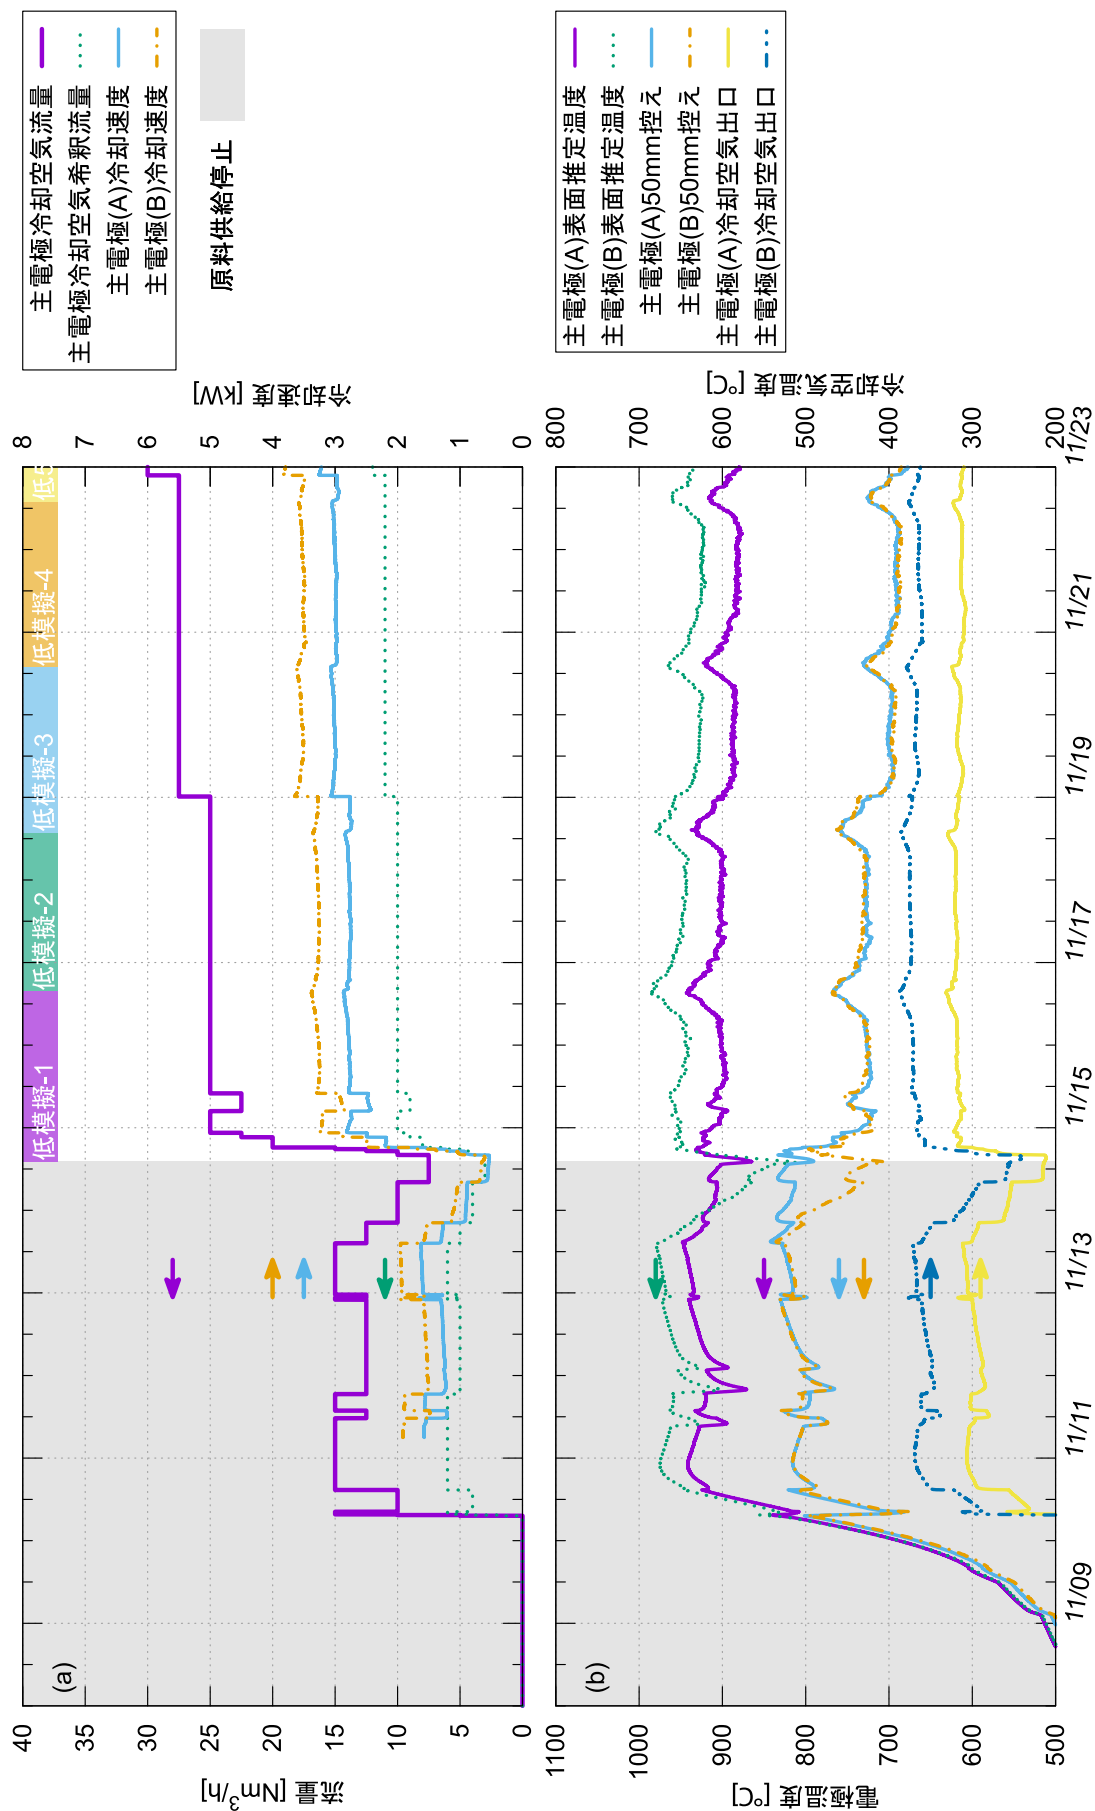 (a)
流量 [Nm³/h]
40
35
30
25
20
15
10
5
0
低模擬-1
低模擬-2
低模擬-3
低模擬-4
低5
8
7
6
5
4
3
2
1
0
冷却速度 [kW]
主電極冷却空気流量
主電極冷却空気希釈流量
主電極(A)冷却速度
主電極(B)冷却速度
原料供給停止
(b)
電極温度 [°C]
1100
1000
900
800
700
600
500
800
700
600
500
400
300
200
冷却空気温度 [°C]
11/09
11/11
11/13
11/15
11/17
11/19
11/21
11/23
主電極(A)表面推定温度
主電極(B)表面推定温度
主電極(A)50mm控え
主電極(B)50mm控え
主電極(A)冷却空気出口
主電極(B)冷却空気出口